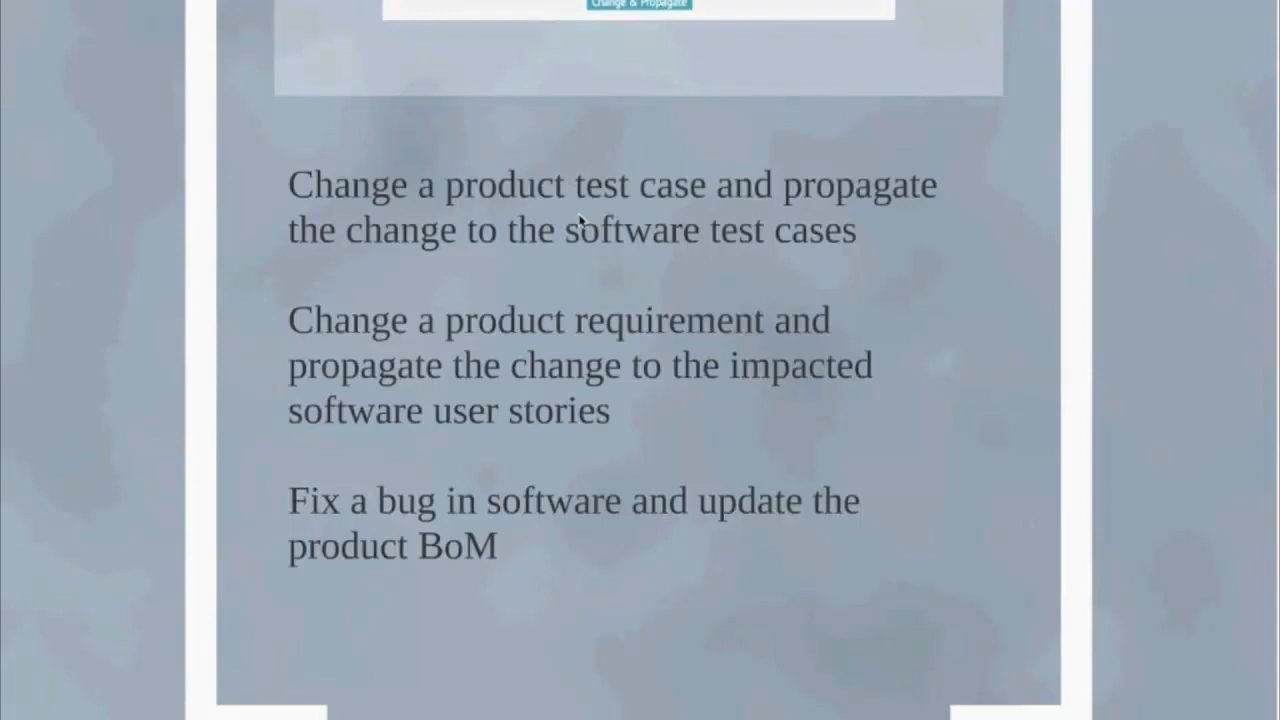 Change & Propagate
Change a product test case and propagate
the change to the software test cases
Change a product requirement and
propagate the change to the impacted
software user stories
Fix a bug in software and update the
product BoM